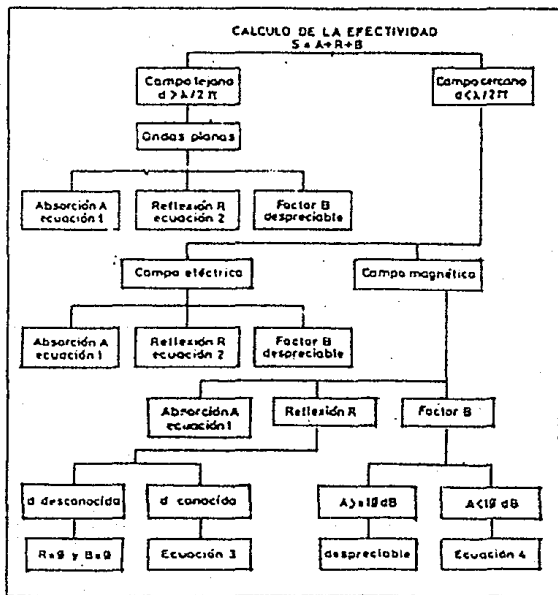 CALCULO DE LA EFECTIVIDAD
S = A+R+B
Campo lejano
d > λ/2π
Campo cercano
d < λ/2π
Ondas planas
Absorción A
ecuación 1
Reflexión R
ecuación 2
Factor B
despreciable
Campo eléctrico
Campo magnético
Absorción A
ecuación 1
Reflexión R
ecuación 2
Factor B
despreciable
Absorción A
ecuación 1
Reflexión R
Factor B
d desconocida
d conocida
A>=10 dB
A<10 dB
R=0 y B=0
Ecuación 3
despreciable
Ecuación 4